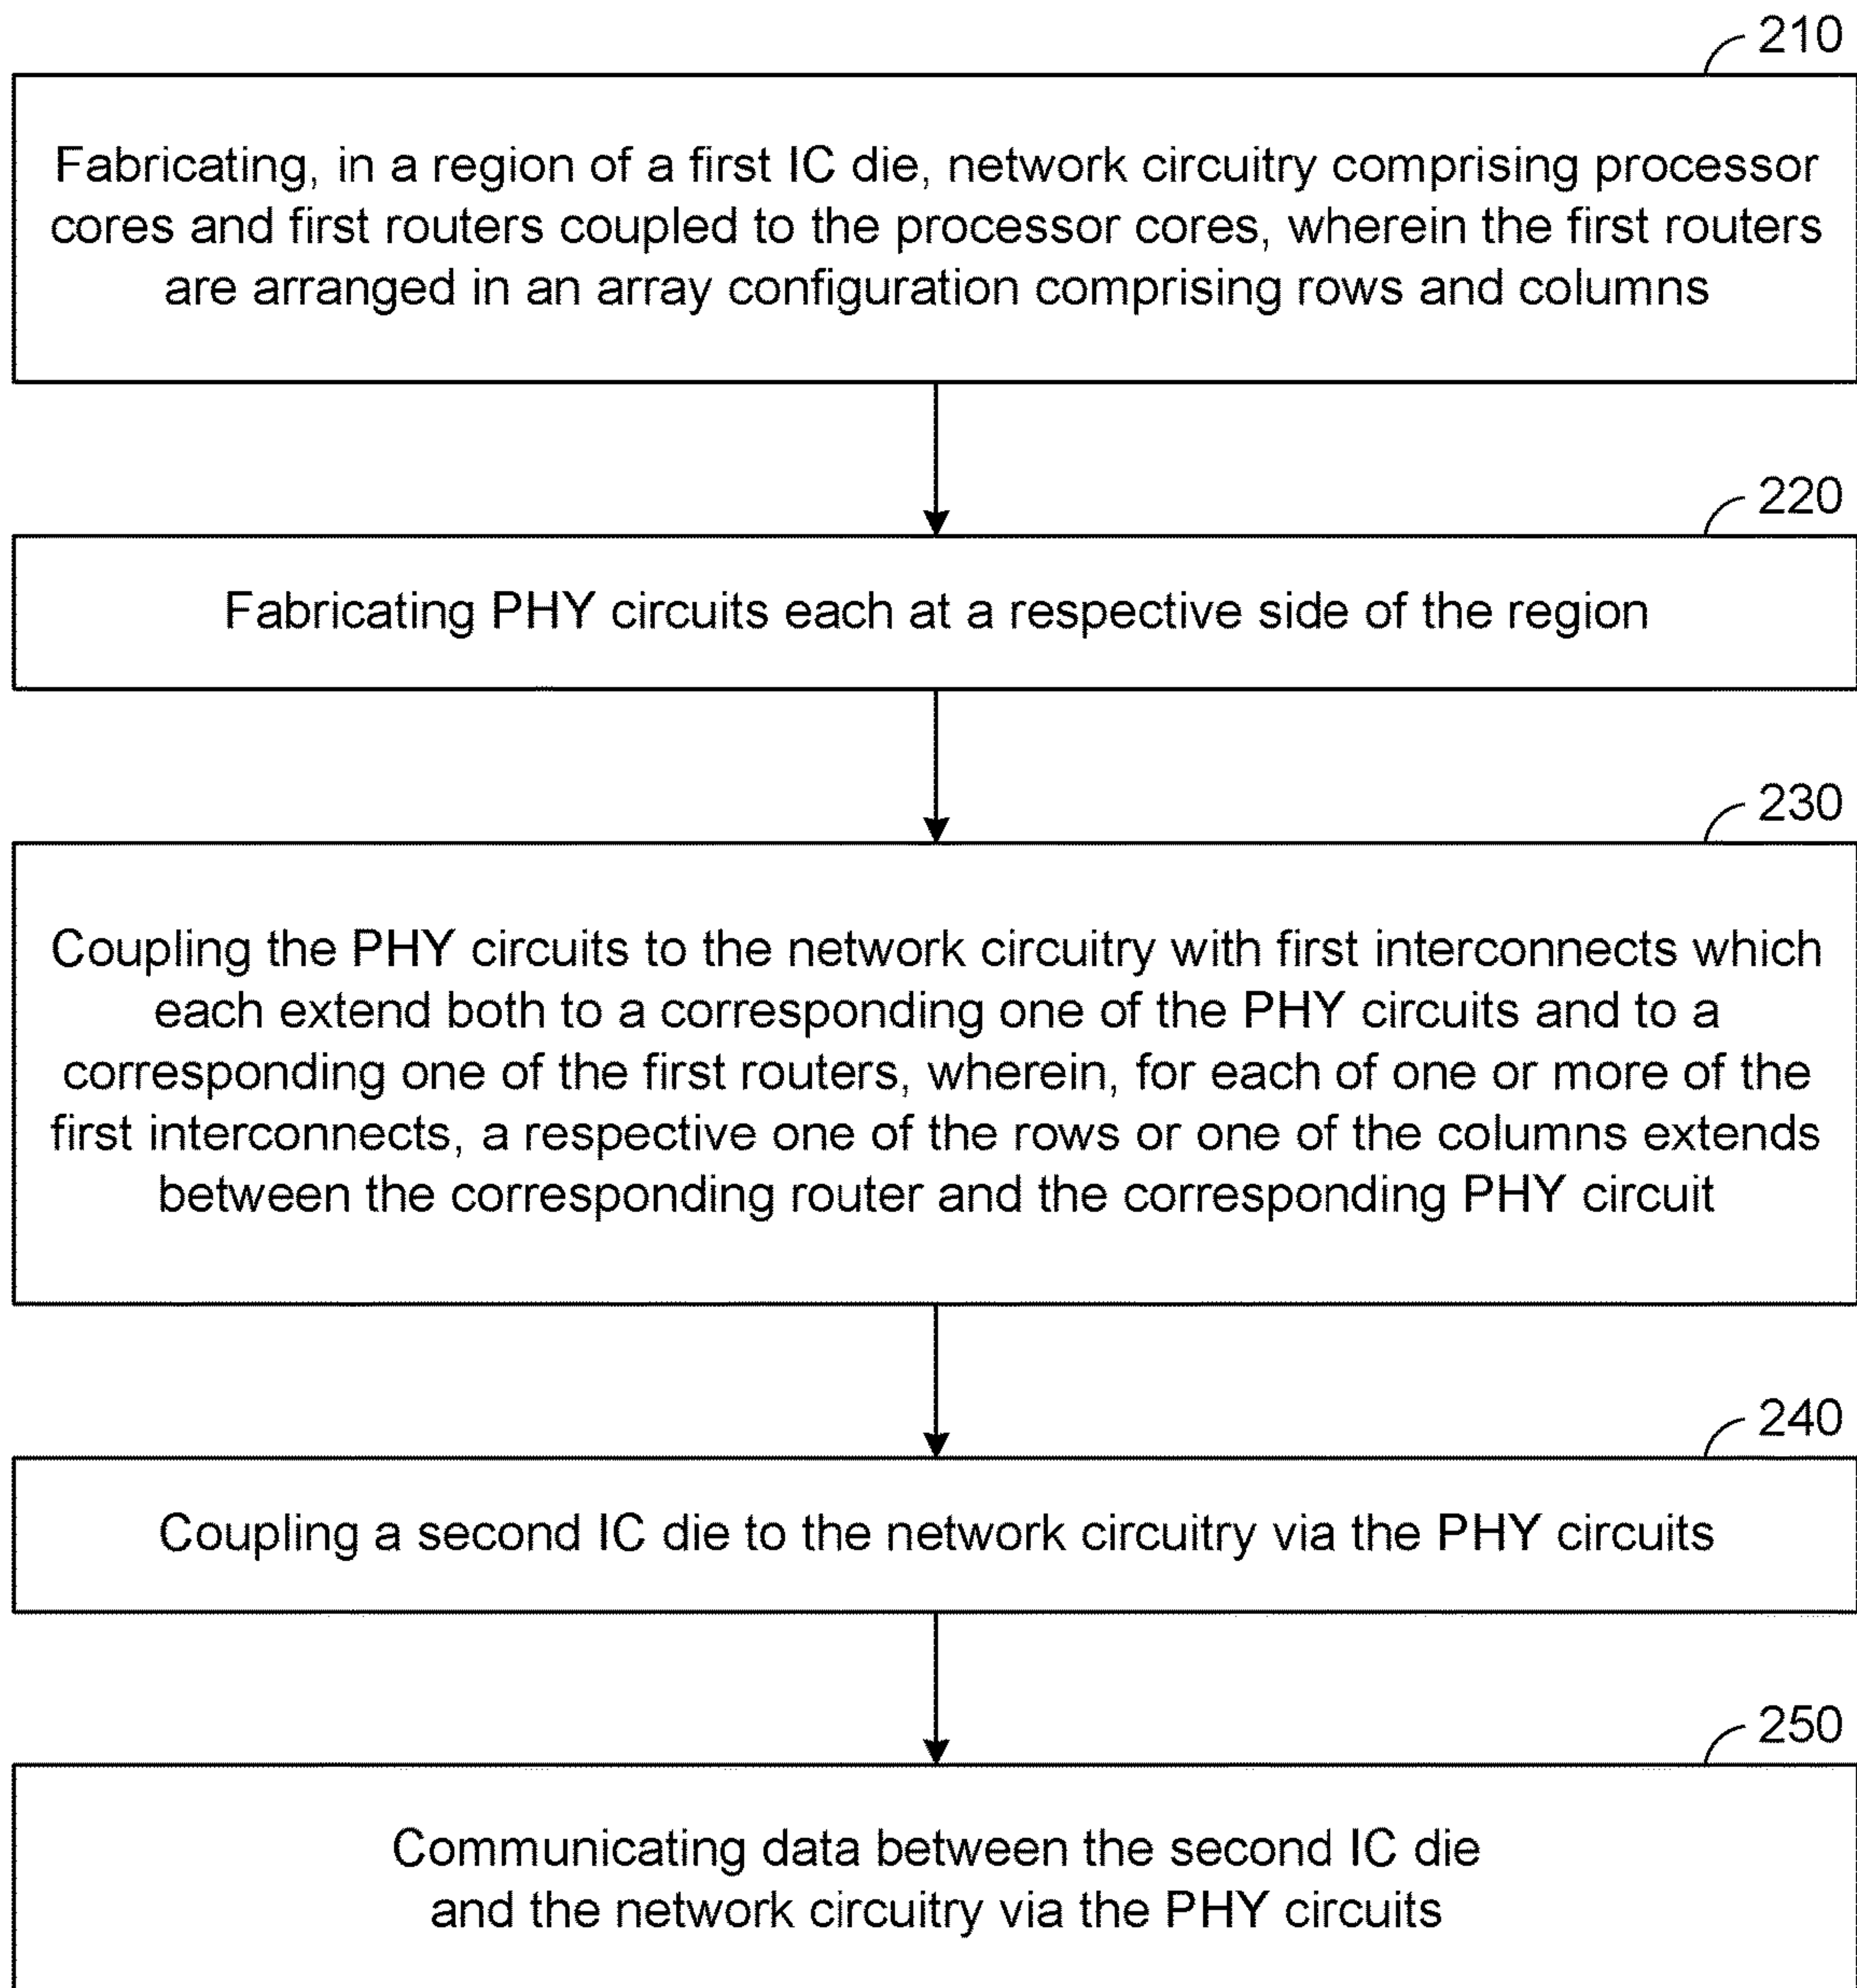 210
Fabricating, in a region of a first IC die, network circuitry comprising processor
cores and first routers coupled to the processor cores, wherein the first routers
are arranged in an array configuration comprising rows and columns
220
Fabricating PHY circuits each at a respective side of the region
230
Coupling the PHY circuits to the network circuitry with first interconnects which
each extend both to a corresponding one of the PHY circuits and to a
corresponding one of the first routers, wherein, for each of one or more of the
first interconnects, a respective one of the rows or one of the columns extends
between the corresponding router and the corresponding PHY circuit
240
Coupling a second IC die to the network circuitry via the PHY circuits
250
Communicating data between the second IC die
and the network circuitry via the PHY circuits